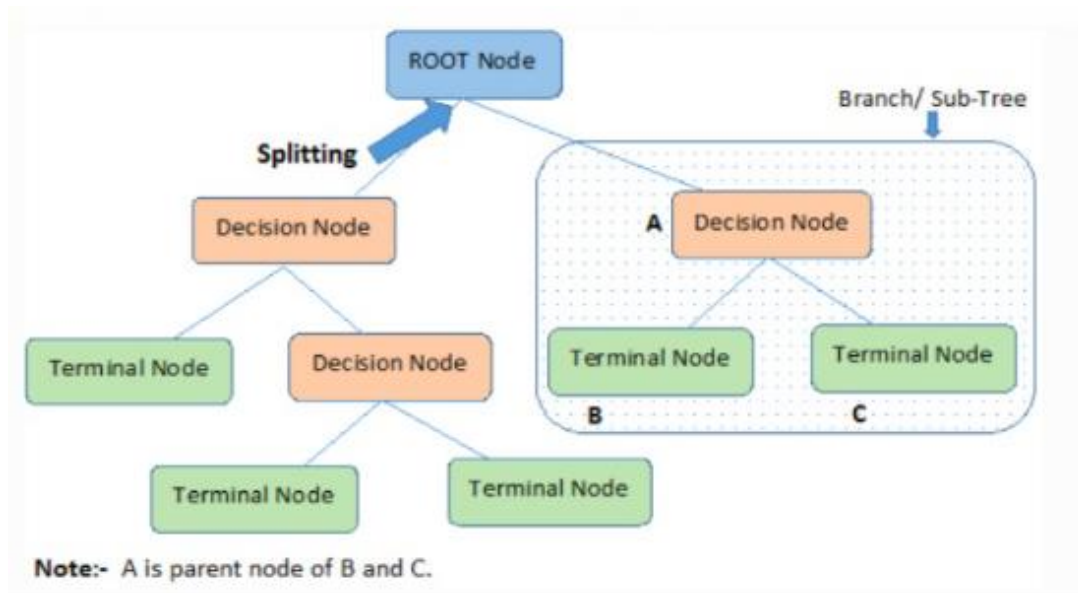 ROOT Node
Branch/ Sub-Tree
Splitting
Decision Node
A
Decision Node
Terminal Node
Decision Node
Terminal Node
Terminal Node
B
C
Terminal Node
Terminal Node
Note:- A is parent node of B and C.